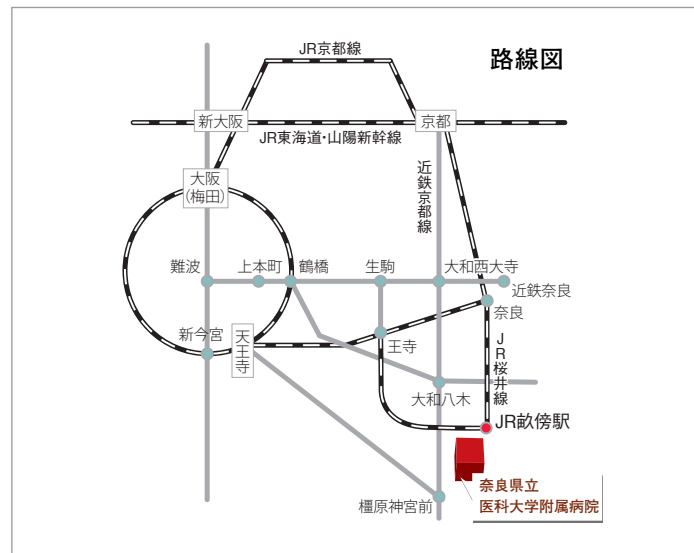 路線図
JR京都線
新大阪
京都
JR東海道・山陽新幹線
大阪
(梅田)
近鉄京都線
難波
上本町
鶴橋
生駒
大和西大寺
近鉄奈良
奈良
新今宮
天王寺
王寺
JR桜井線
大和八木
JR畝傍駅
橿原神宮前
奈良県立
医科大学附属病院